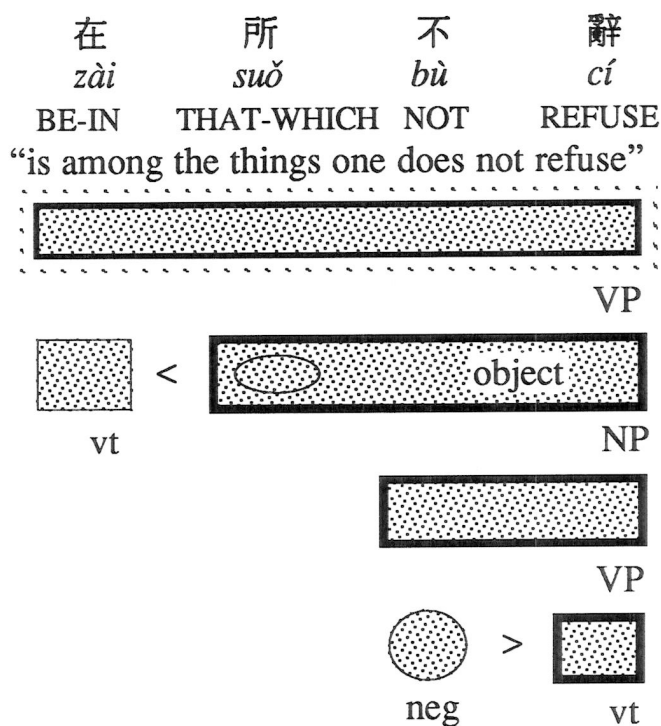 在 所 不 辭
zài suǒ bù cí
BE-IN THAT-WHICH NOT REFUSE
“is among the things one does not refuse”
VP
< object
vt NP
VP
>
neg vt